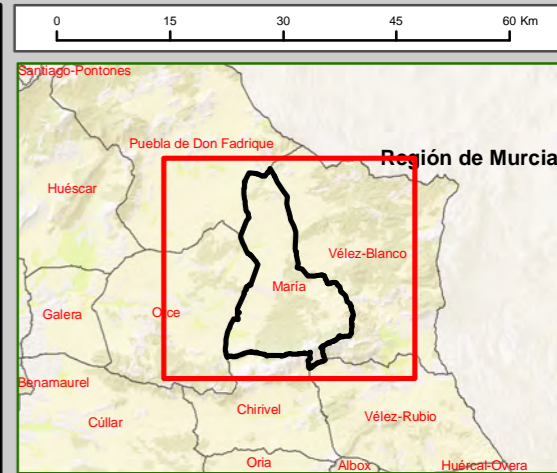 0 15 30 45 60 Km
Santiago-Pontones
Puebla de Don Fadrique
Región de Murcia
Huéscar
Vélez-Blanco
María
Galera
Orce
Benamaurel
Chirivel
Cúllar
Vélez-Rubio
Oria
Albox
Huércal-Overa